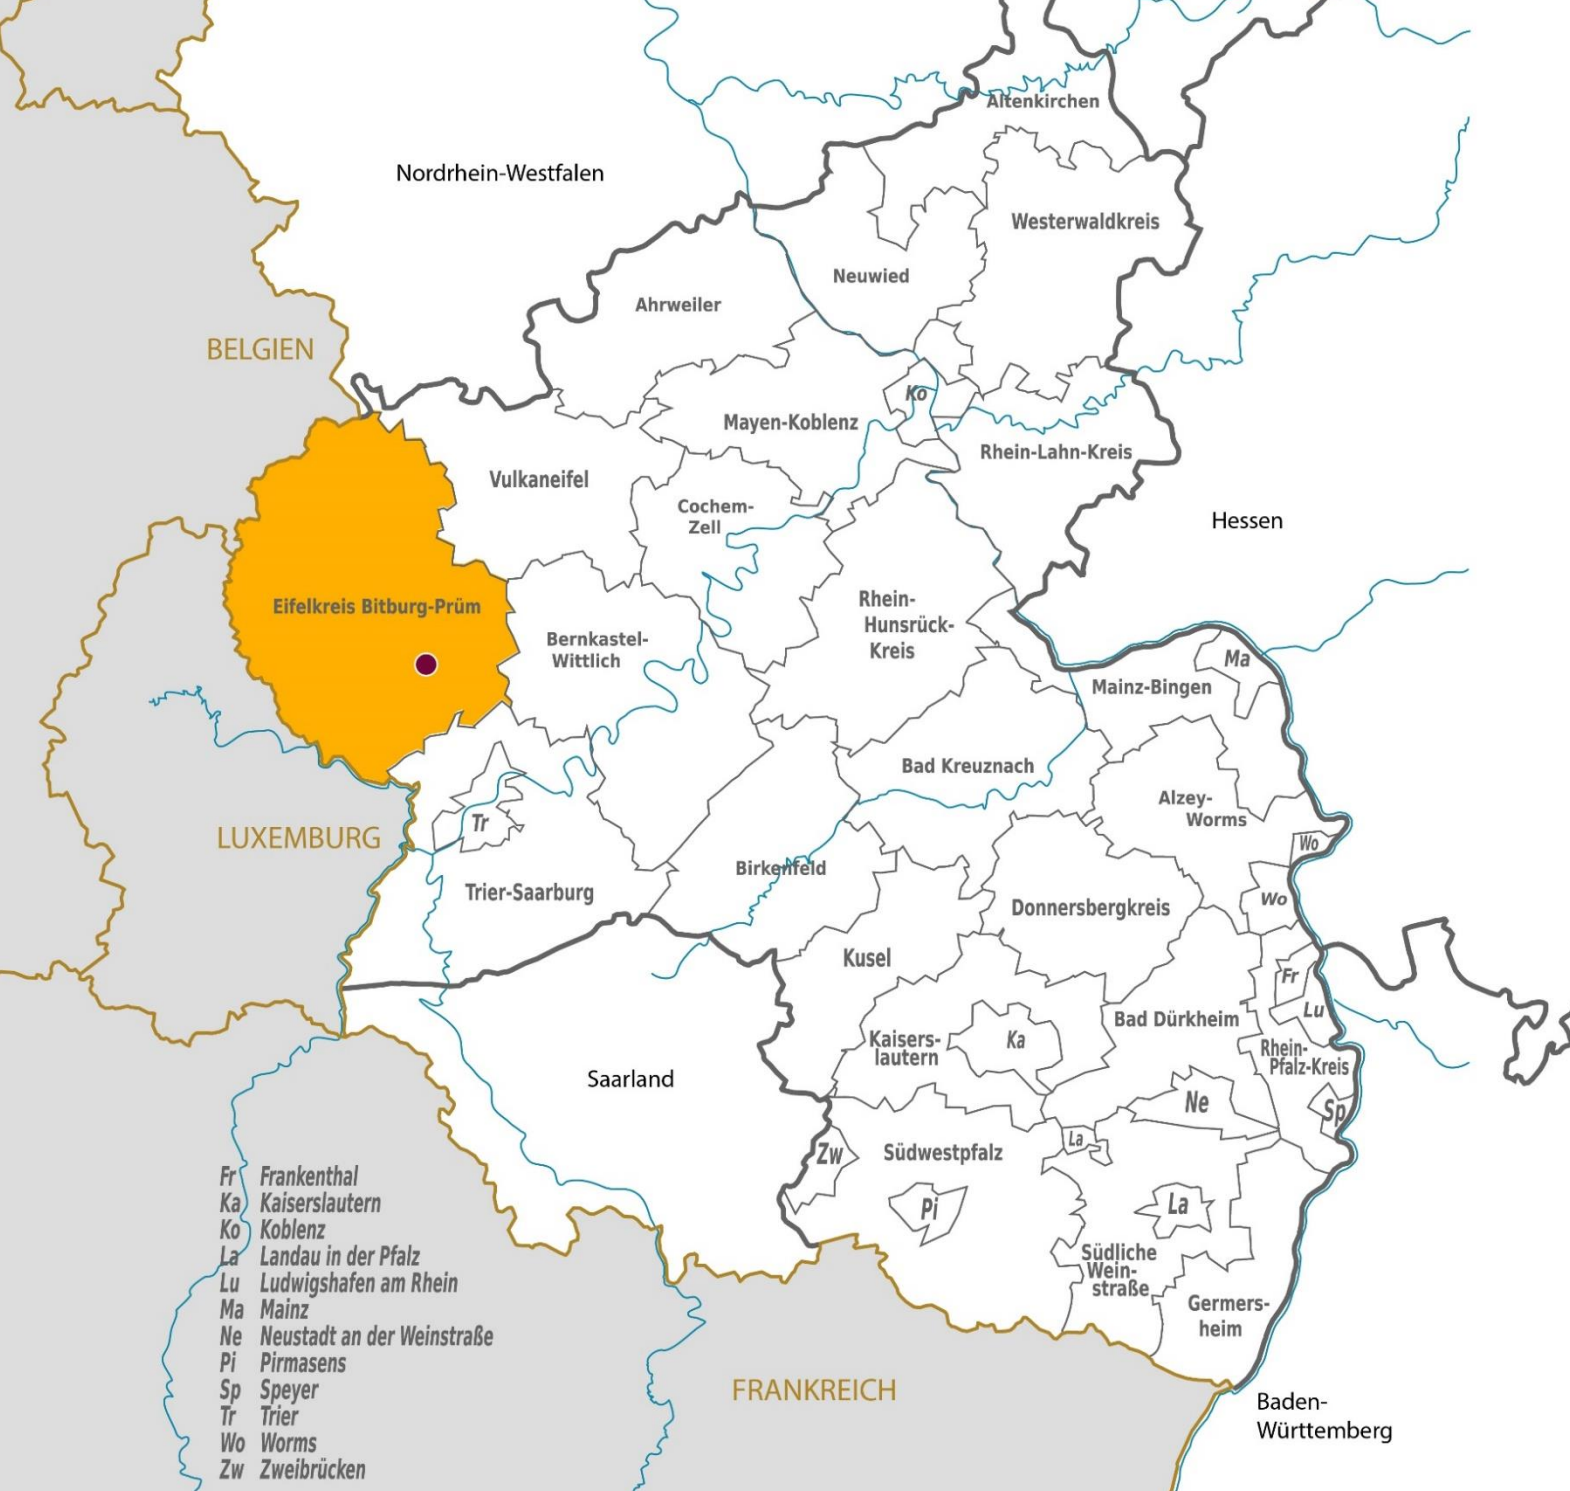 Altenkirchen
Nordrhein-Westfalen
Westerwaldkreis
Neuwied
Ahrweiler
BELGIEN
Ko
Mayen-Koblenz
Rhein-Lahn-Kreis
Vulkaneifel
Cochem-
Zell
Hessen
Eifelkreis Bitburg-Prüm
Rhein-
Hunsrück-
Kreis
Bernkastel-
Wittlich
Ma
Mainz-Bingen
Bad Kreuznach
Alzey-
Worms
LUXEMBURG
Tr
Wo
Birkenfeld
Trier-Saarburg
Wo
Donnersbergkreis
Kusel
Fr
Lu
Bad Dürkheim
Kaisers-
lautern
Ka
Rhein-
Pfalz-Kreis
Saarland
Ne
Sp
La
Zw
Südwestpfalz
Pi
La
Südliche
Wein-
straße
Germers-
heim
Fr Frankenthal
Ka Kaiserslautern
Ko Koblenz
La Landau in der Pfalz
Lu Ludwigshafen am Rhein
Ma Mainz
Ne Neustadt an der Weinstraße
Pi Pirmasens
Sp Speyer
Tr Trier
Wo Worms
Zw Zweibrücken
FRANKREICH
Baden-
Württemberg